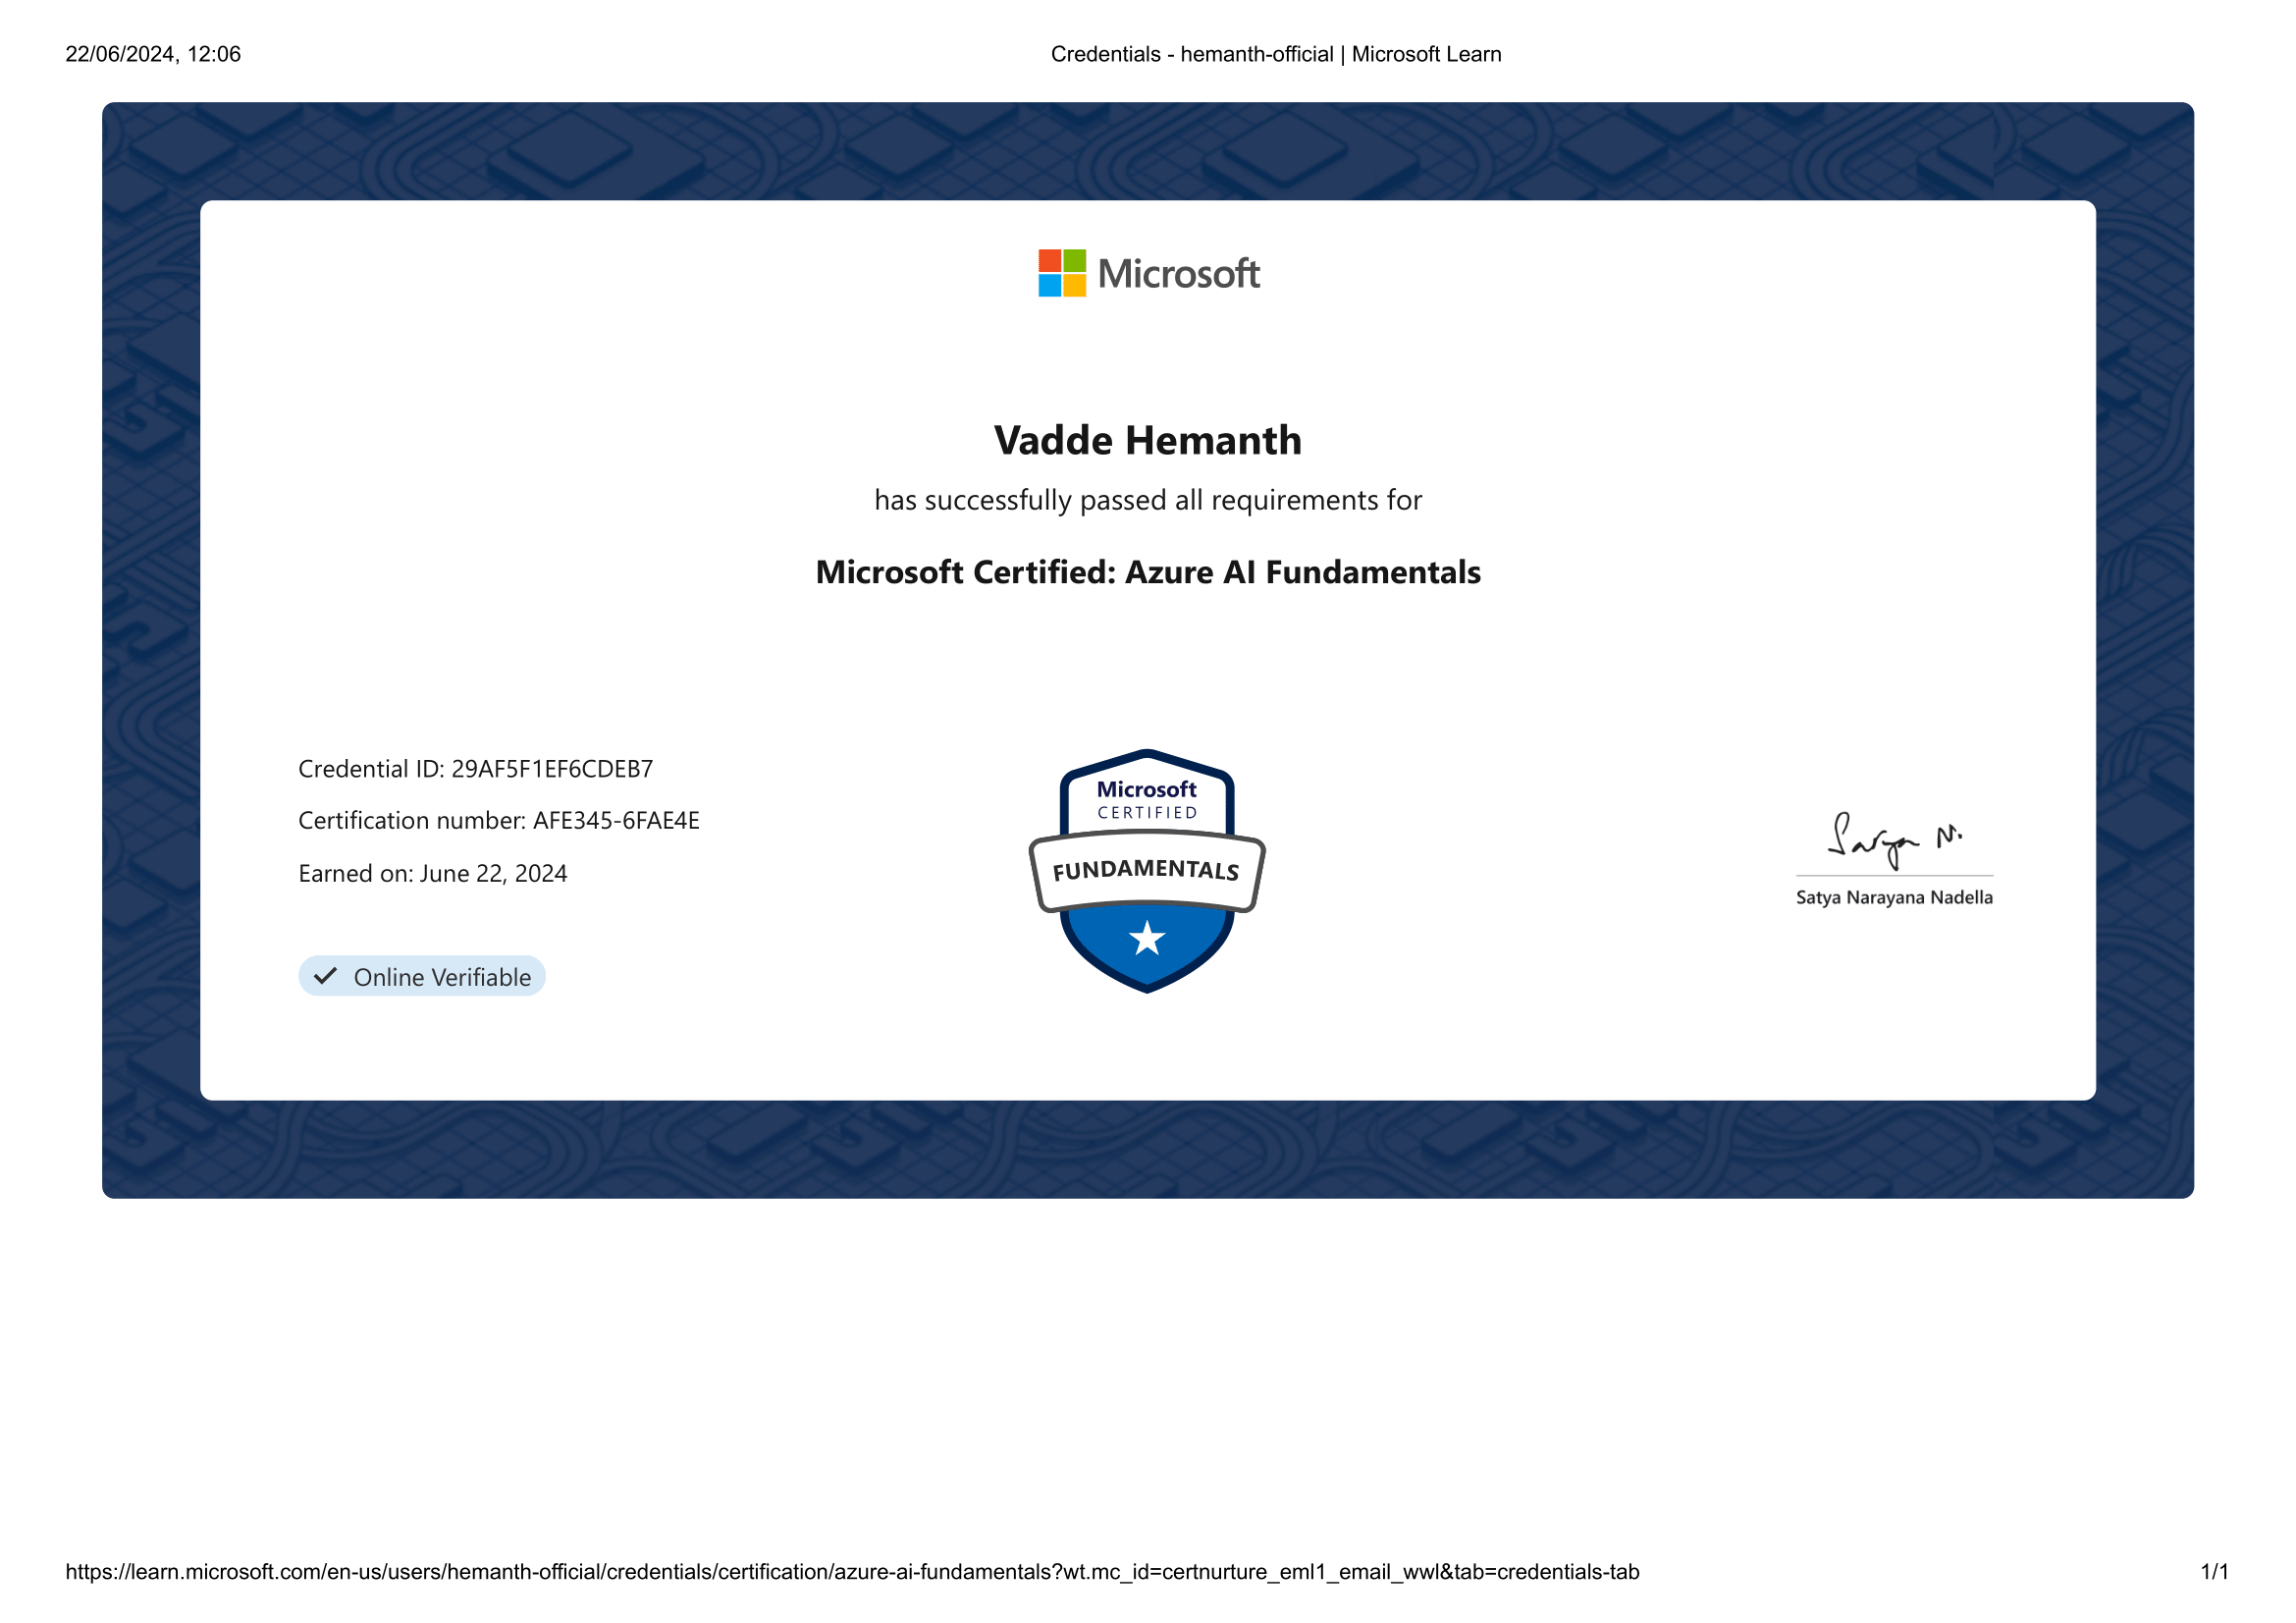 22/06/2024, 12:06
Credentials - hemanth-official | Microsoft Learn
Microsoft
Vadde Hemanth
has successfully passed all requirements for
Microsoft Certified: Azure AI Fundamentals
Credential ID: 29AF5F1EF6CDEB7
Certification number: AFE345-6FAE4E
Earned on: June 22, 2024
Online Verifiable
Microsoft
CERTIFIED
FUNDAMENTALS
Satya N.
Satya Narayana Nadella
https://learn.microsoft.com/en-us/users/hemanth-official/credentials/certification/azure-ai-fundamentals?wt.mc_id=certnurture_eml1_email_wwl&tab=credentials-tab
1/1